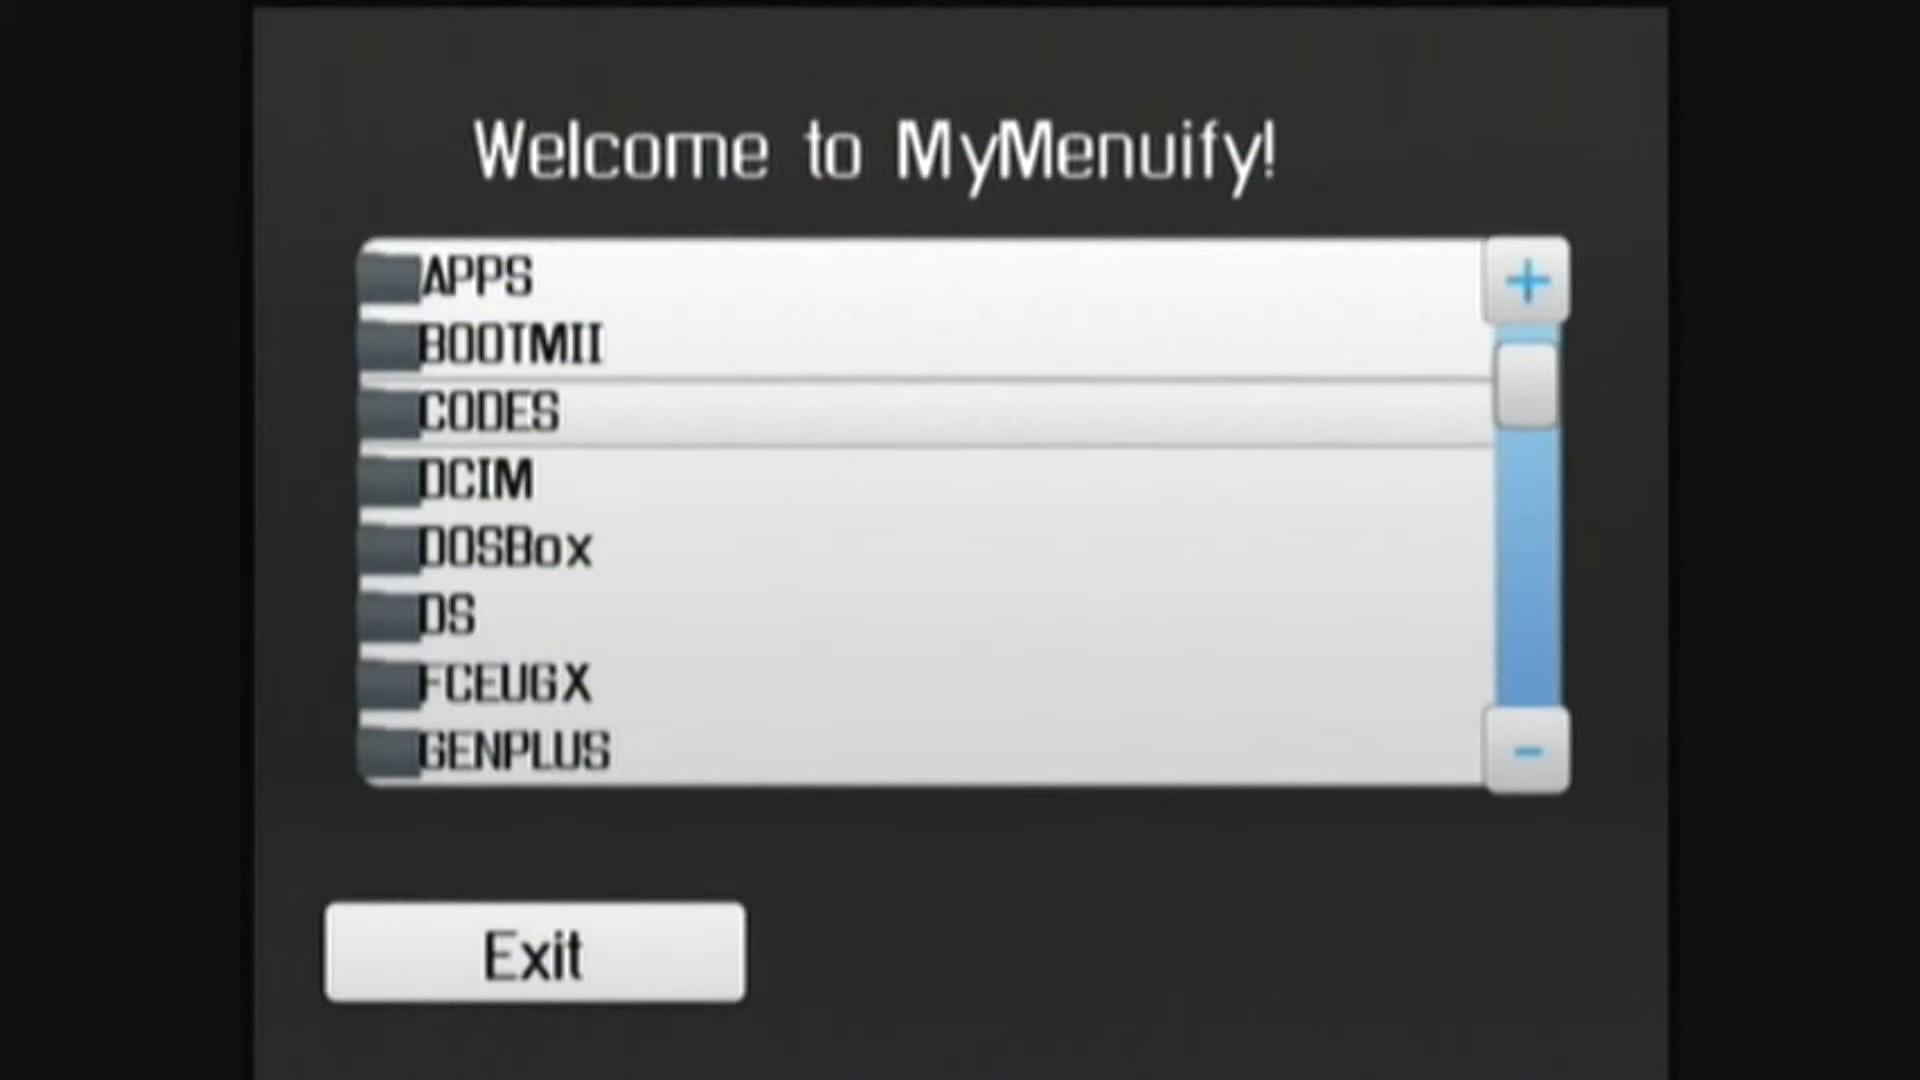 Welcome to MyMenuify!
APPS
BOOTMII
CODES
DCIM
DOSBox
DS
FCEUGX
GENPLUS
Exit